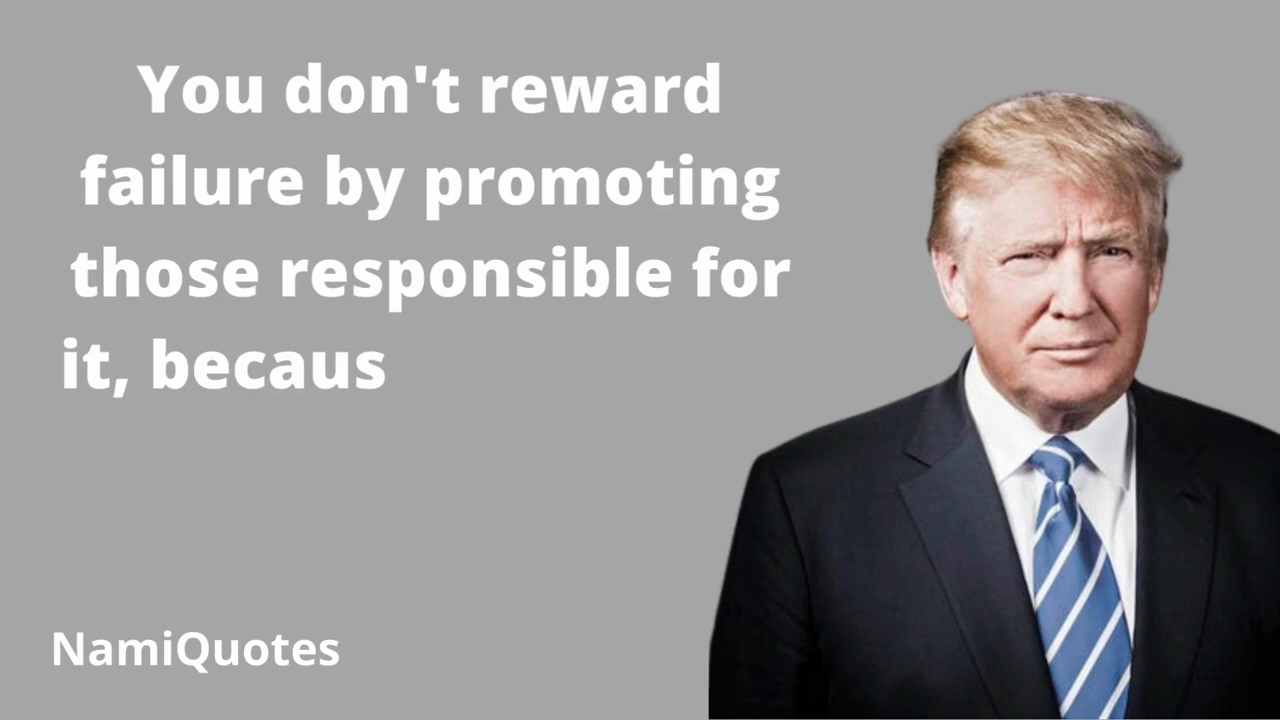 You don't reward
failure by promoting
those responsible for
it, becaus
NamiQuotes